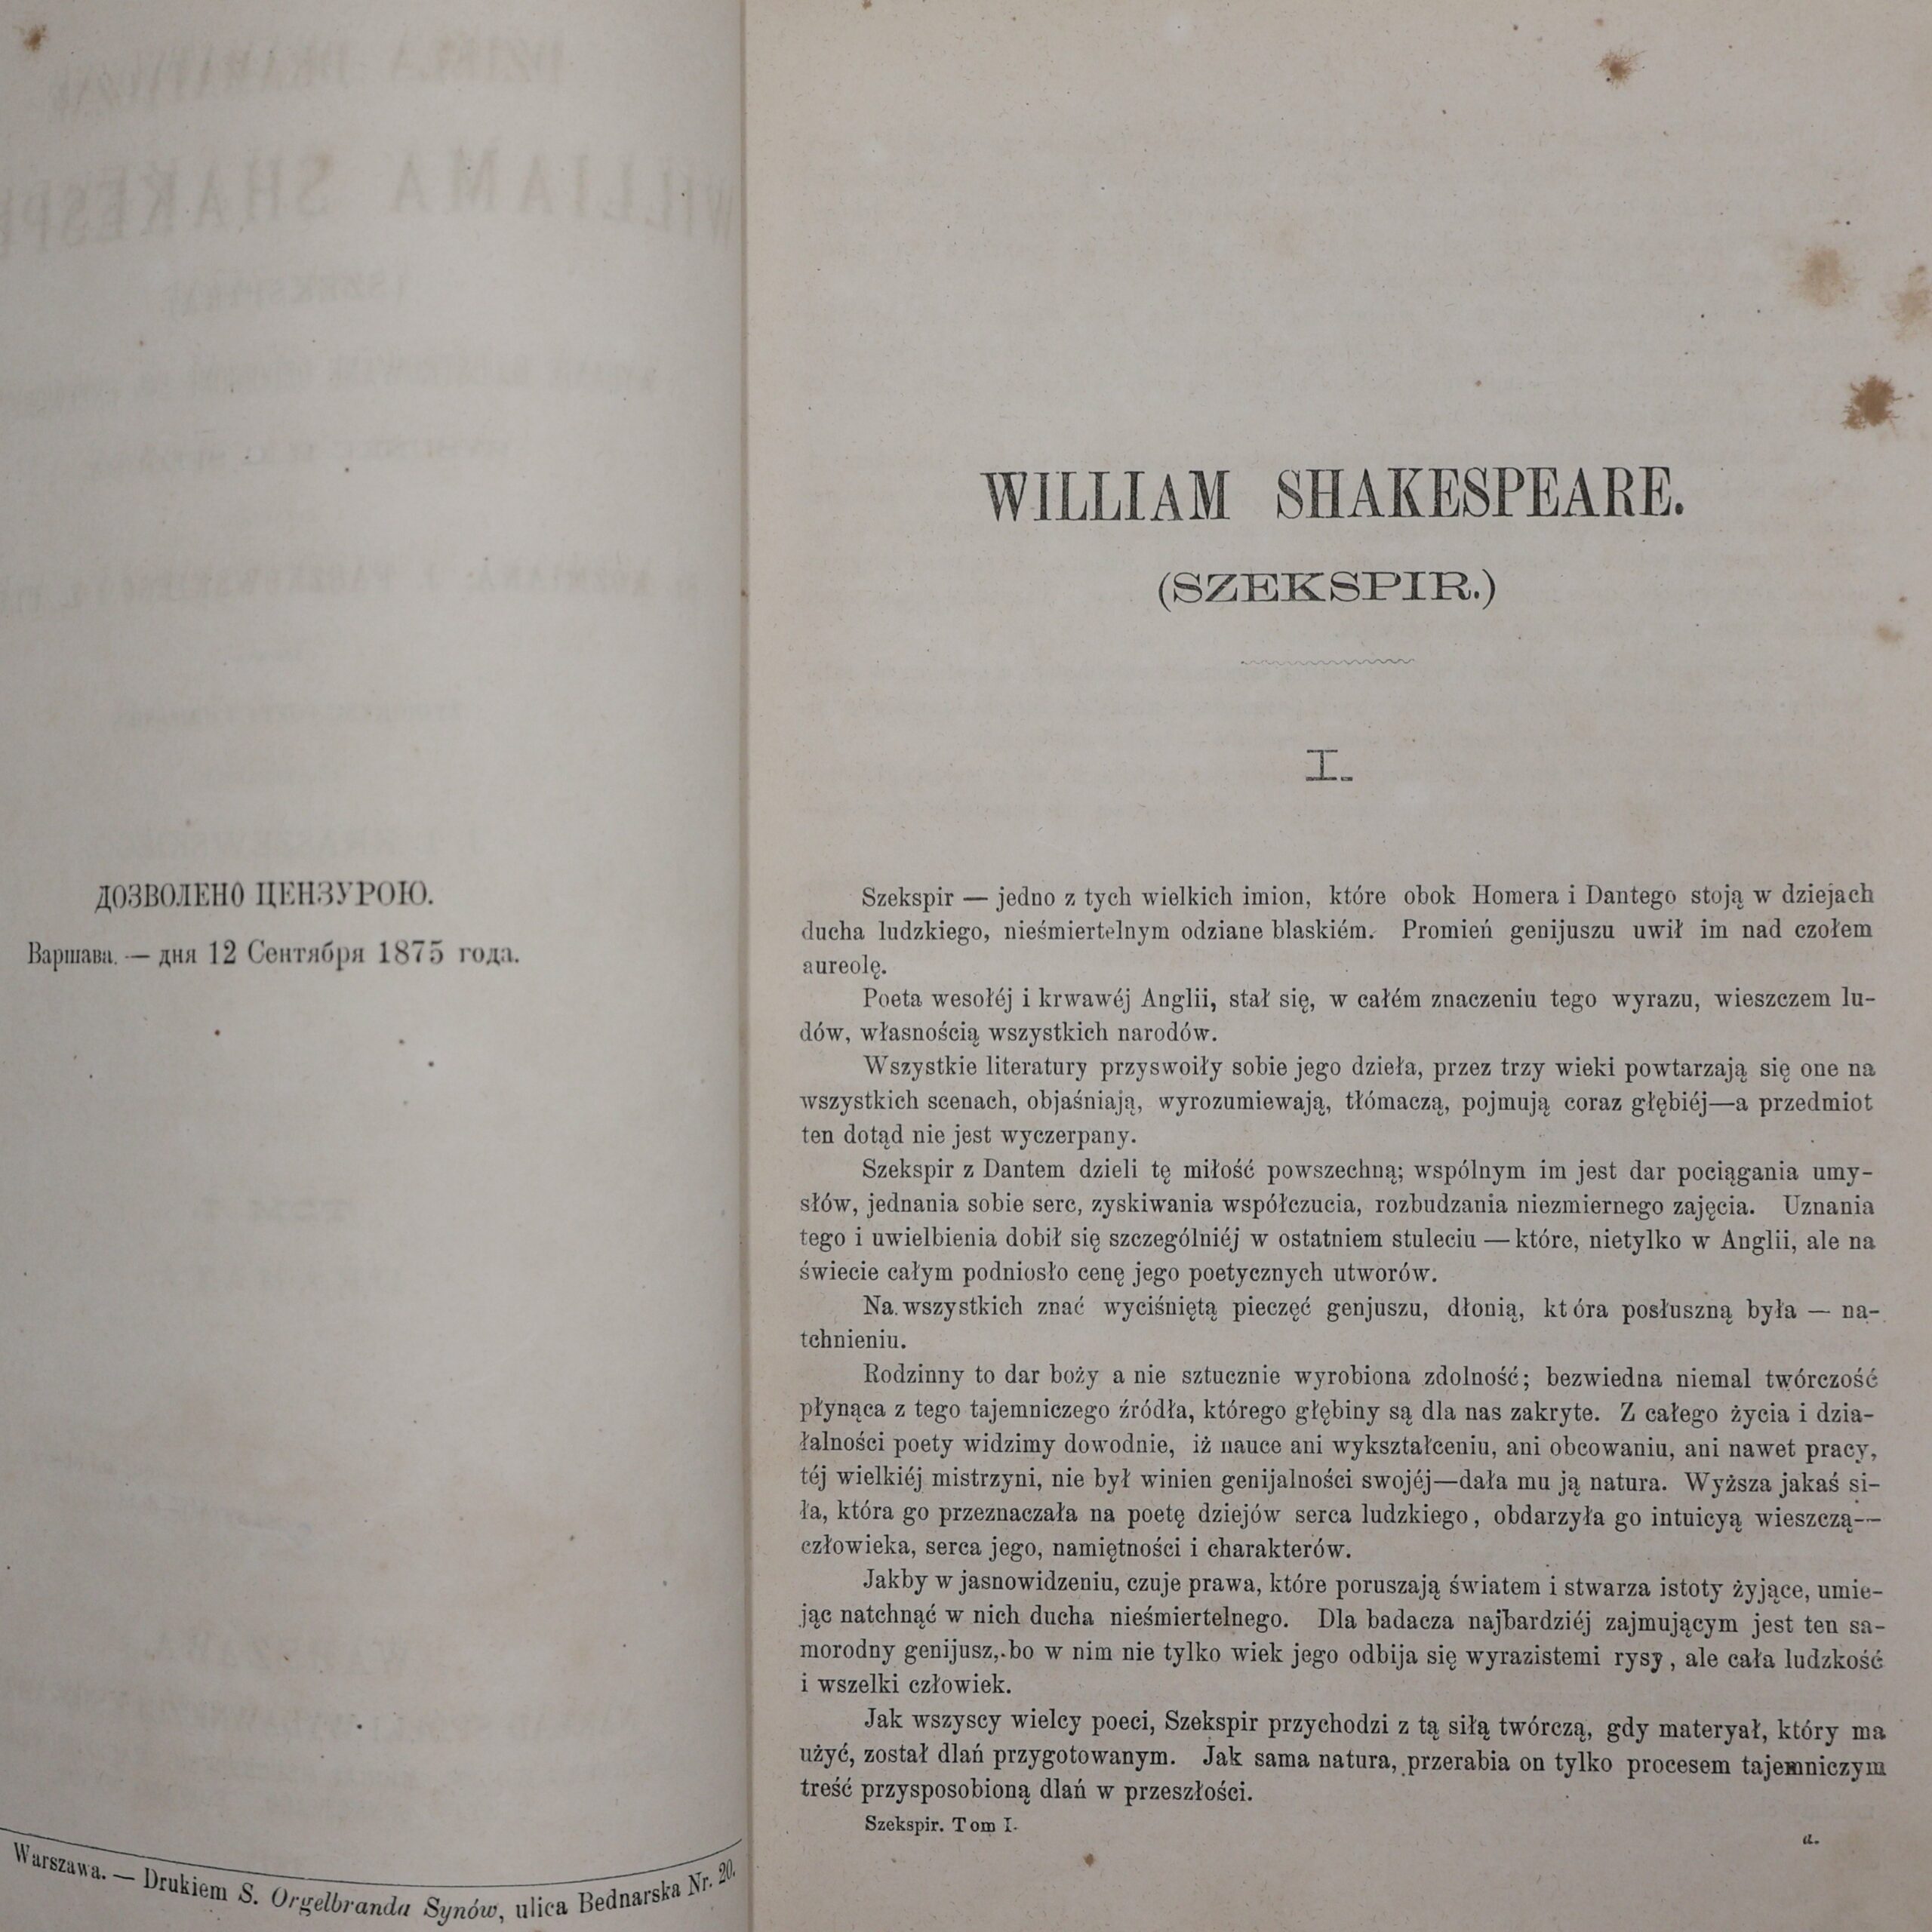 ДОЗВОЛЕНО ЦЕНЗУРОЮ.
Варшава. — дня 12 Сентября 1875 года.
Warszawa. — Drukiem S. Orgelbranda Synów, ulica Bednarska Nr. 20.
WILLIAM SHAKESPEARE.
(SZEKSPIR.)
I.
Szekspir — jedno z tych wielkich imion, które obok Homera i Dantego stoją w dziejach
ducha ludzkiego, nieśmiertelnym odziane blaskiém. Promień genijuszu uwił im nad czołem
aureolę.
Poeta wesołéj i krwawéj Anglii, stał się, w całém znaczeniu tego wyrazu, wieszczem lu-
dów, własnością wszystkich narodów.
Wszystkie literatury przyswoiły sobie jego dzieła, przez trzy wieki powtarzają się one na
wszystkich scenach, objaśniają, wyrozumiewają, tłómaczą, pojmują coraz głębiéj—a przedmiot
ten dotąd nie jest wyczerpany.
Szekspir z Dantem dzieli tę miłość powszechną; wspólnym im jest dar pociągania umy-
słów, jednania sobie serc, zyskiwania współczucia, rozbudzania niezmiernego zajęcia. Uznania
tego i uwielbienia dobił się szczególniéj w ostatniem stuleciu — które, nietylko w Anglii, ale na
świecie całym podniosło cenę jego poetycznych utworów.
Na wszystkich znać wyciśniętą pieczęć genjuszu, dłonią, która posłuszną była — na-
tchnieniu.
Rodzinny to dar boży a nie sztucznie wyrobiona zdolność; bezwiedna niemal twórczość
płynąca z tego tajemniczego źródła, którego głębiny są dla nas zakryte. Z całego życia i dzia-
łalności poety widzimy dowodnie, iż nauce ani wykształceniu, ani obcowaniu, ani nawet pracy,
téj wielkiéj mistrzyni, nie był winien genijalności swojéj—dała mu ją natura. Wyższa jakaś si-
ła, która go przeznaczała na poetę dziejów serca ludzkiego, obdarzyła go intuicyą wieszczą—
człowieka, serca jego, namiętności i charakterów.
Jakby w jasnowidzeniu, czuje prawa, które poruszają światem i stwarza istoty żyjące, umie-
jąc natchnąć w nich ducha nieśmiertelnego. Dla badacza najbardziéj zajmującym jest ten sa-
morodny genijusz, bo w nim nie tylko wiek jego odbija się wyrazistemi rysy, ale cała ludzkość
i wszelki człowiek.
Jak wszyscy wielcy poeci, Szekspir przychodzi z tą siłą twórczą, gdy materyał, który ma
użyć, został dlań przygotowanym. Jak sama natura, przerabia on tylko procesem tajemniczym
treść przysposobioną dlań w przeszłości.
Szekspir. Tom I.
a.